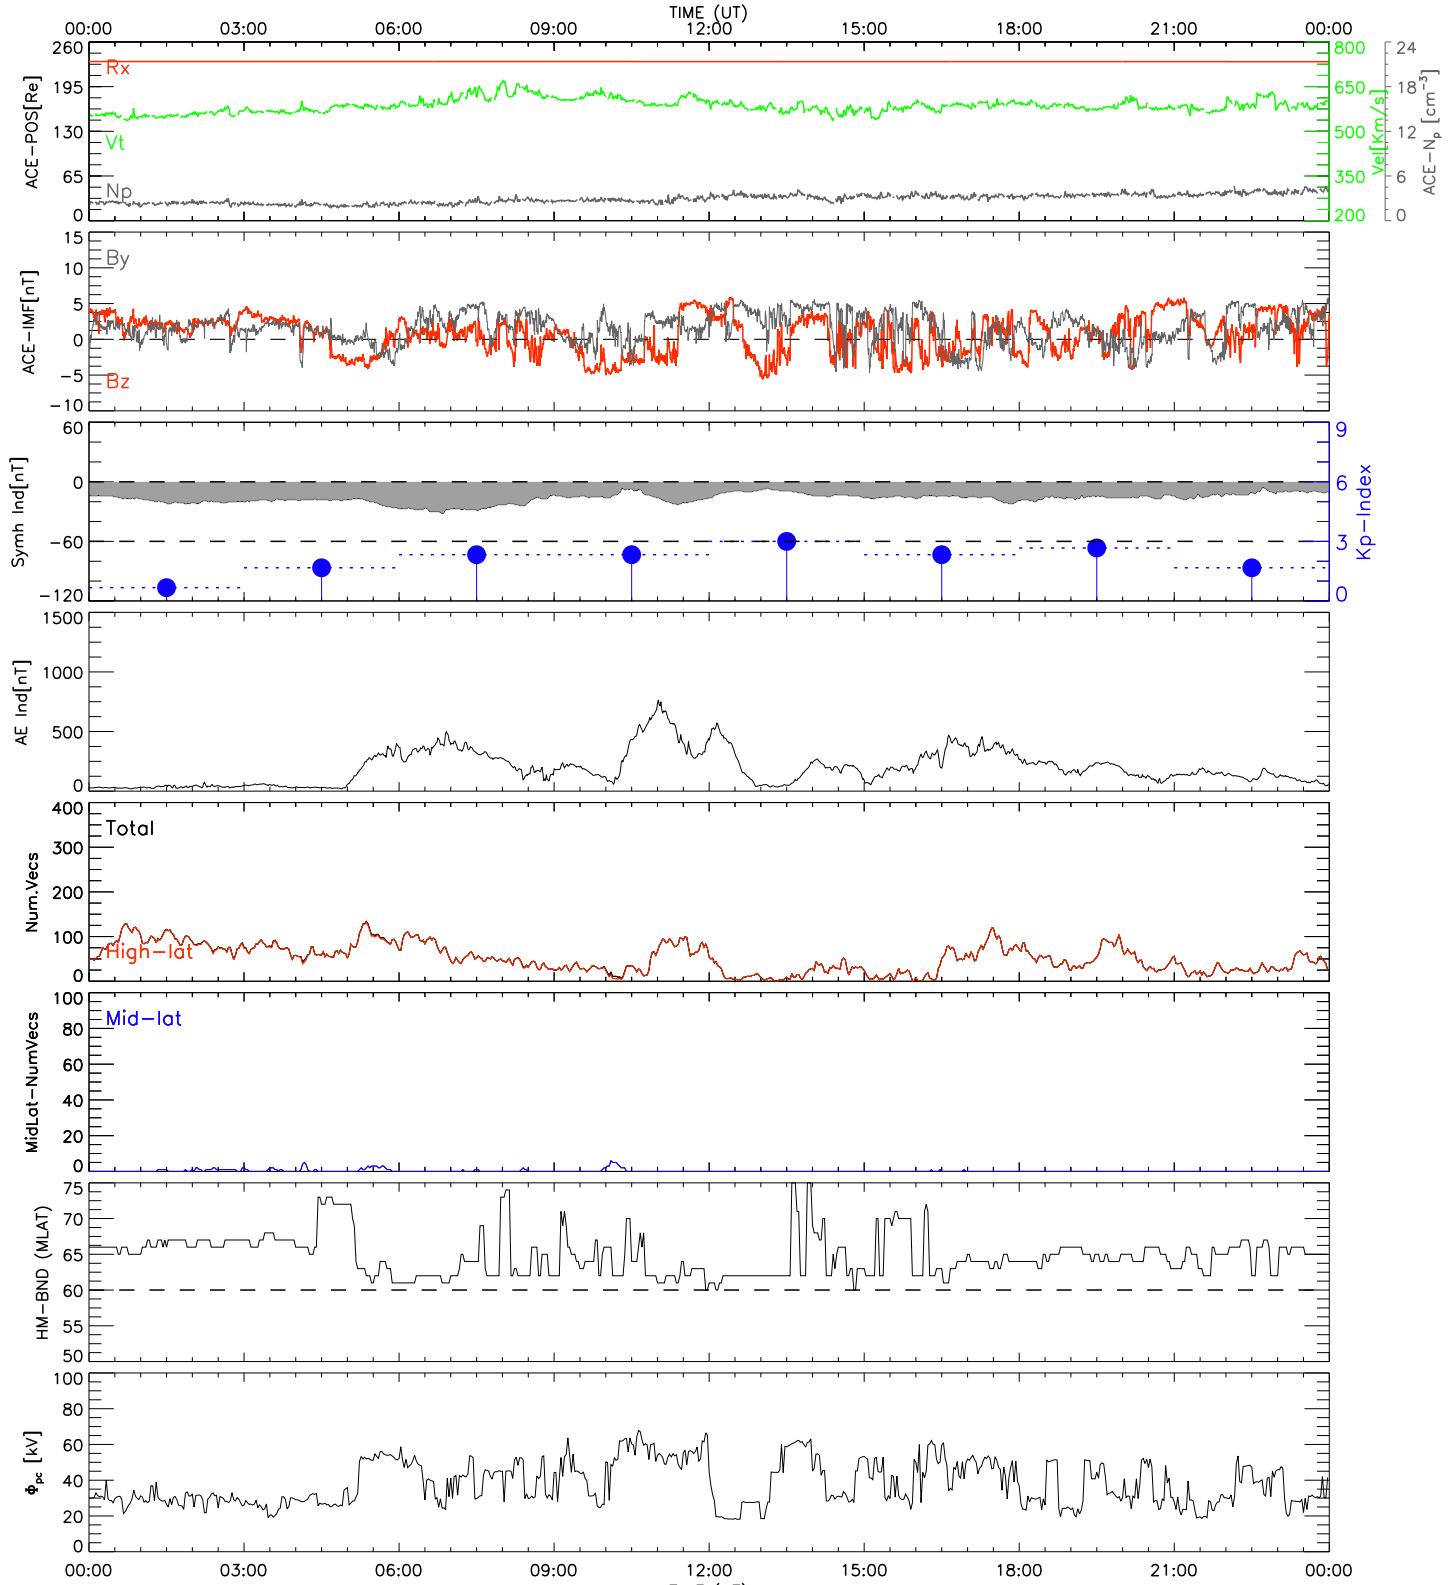 TIME (UT)
00:00 03:00 06:00 09:00 12:00 15:00 18:00 21:00 00:00
ACE-POS[Re]
260
195
130
65
0
Rx
Vt
Np
800
650
500
350
200
Vel[Km/s]
24
18
12
6
0
ACE-Np [cm-3]
ACE-IMF[nT]
15
10
5
0
-5
-10
By
Bz
Symh Ind[nT]
60
0
-60
-120
9
6
3
0
Kp-Index
AE Ind[nT]
1500
1000
500
0
Num.Vecs
400
300
200
100
0
Total
High-lat
MidLat-NumVecs
100
80
60
40
20
0
Mid-lat
HM-BND (MLAT)
75
70
65
60
55
50
Φpc [kV]
100
80
60
40
20
0
00:00 03:00 06:00 09:00 12:00 15:00 18:00 21:00 00:00